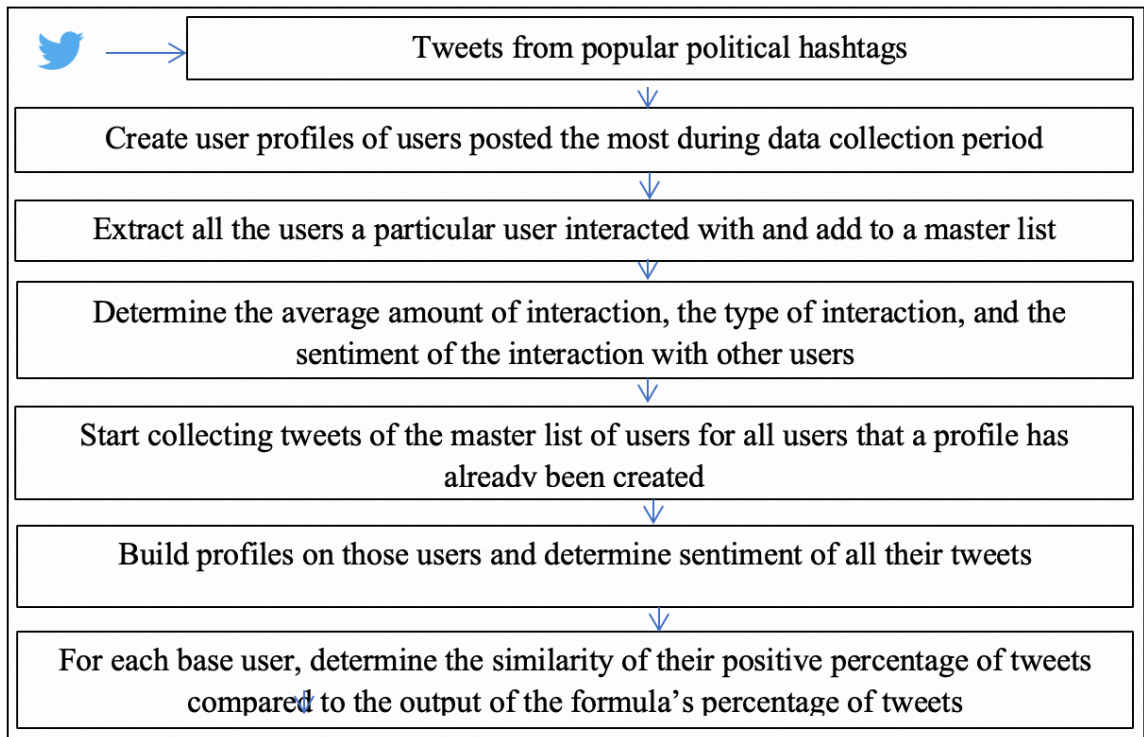 Tweets from popular political hashtags
Create user profiles of users posted the most during data collection period
Extract all the users a particular user interacted with and add to a master list
Determine the average amount of interaction, the type of interaction, and the
sentiment of the interaction with other users
Start collecting tweets of the master list of users for all users that a profile has
already been created
Build profiles on those users and determine sentiment of all their tweets
For each base user, determine the similarity of their positive percentage of tweets
compared to the output of the formula's percentage of tweets